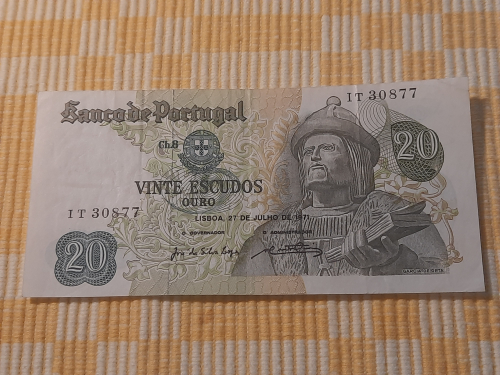 Banco de Portugal
IT 30877
Ch.8
20
VINTE ESCUDOS
OURO
IT 30877
LISBOA, 27 DE JULHO DE 1971
O GOVERNADOR
O ADMINISTRADOR
20